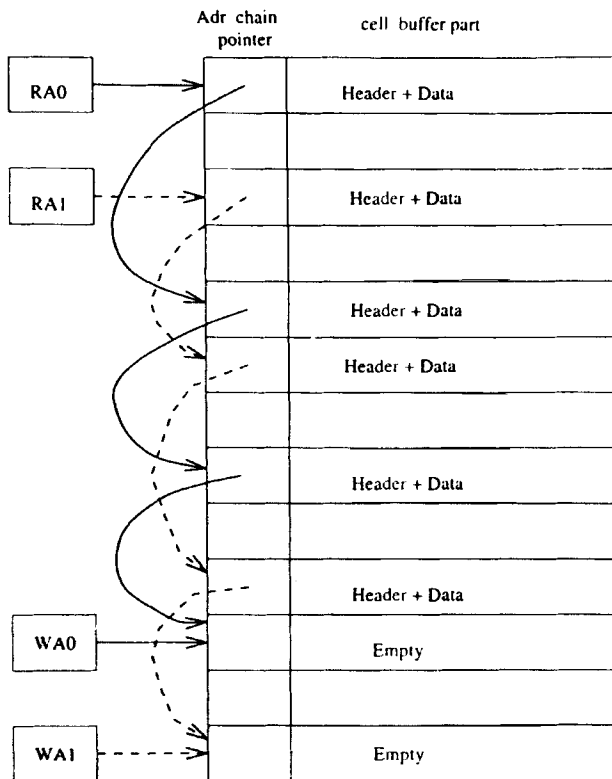 Adr chain
pointer
cell buffer part
RA0
Header + Data
RA1
Header + Data
Header + Data
Header + Data
Header + Data
Header + Data
WA0
Empty
WA1
Empty